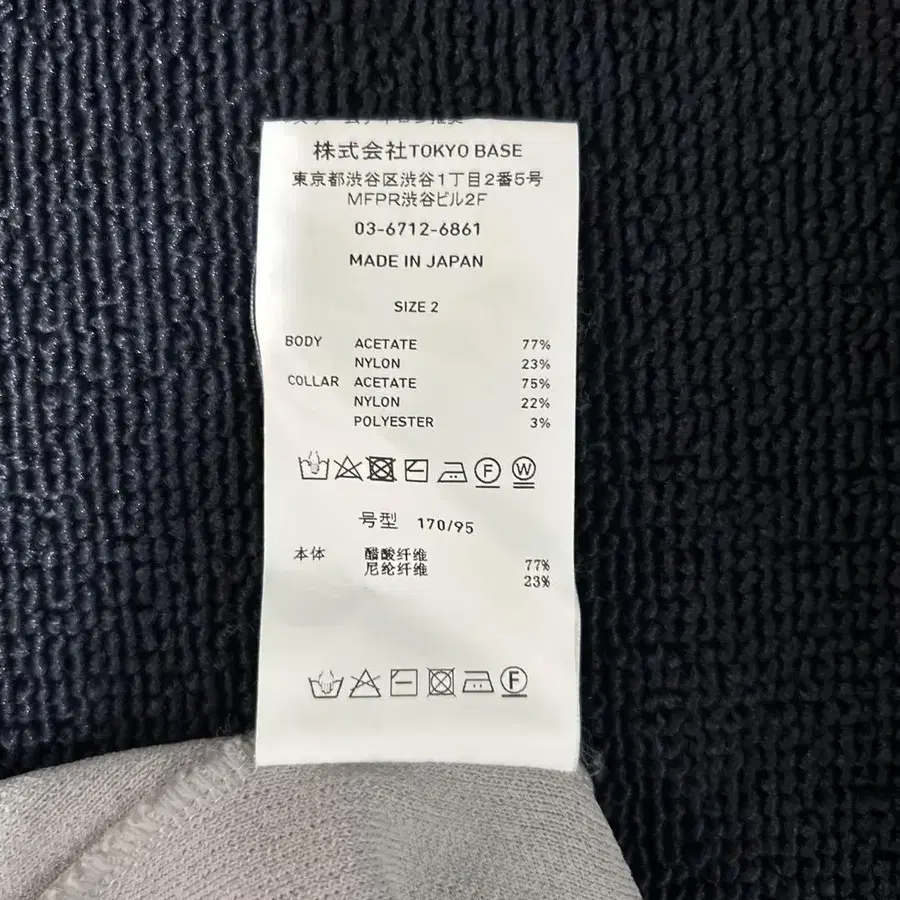 株式会社TOKYO BASE
東京都渋谷区渋谷1丁目2番5号
MFPR渋谷ビル2F
03-6712-6861
MADE IN JAPAN
SIZE 2
BODY ACETATE 77%
NYLON 23%
COLLAR ACETATE 75%
NYLON 22%
POLYESTER 3%
F W
号型 170/95
本体 醋酸纤维 77%
尼纶纤维 23%
F